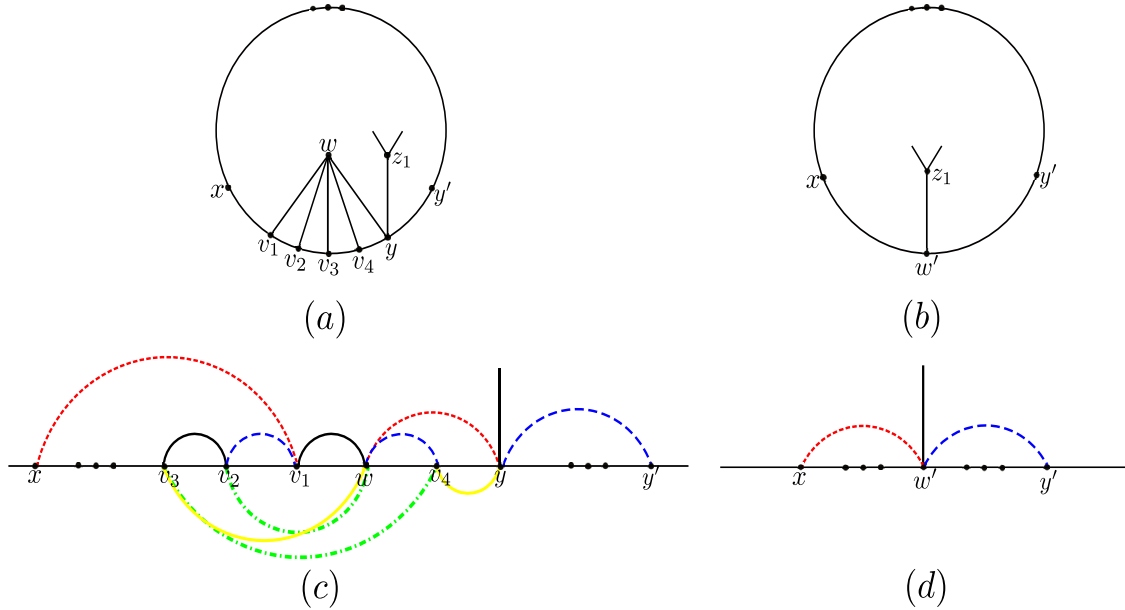 w
z₁
x
y′
v₁
v₂
v₃
v₄
y
(a)
z₁
x
y′
w′
(b)
x
v₃
v₂
v₁
w
v₄
y
y′
(c)
x
w′
y′
(d)